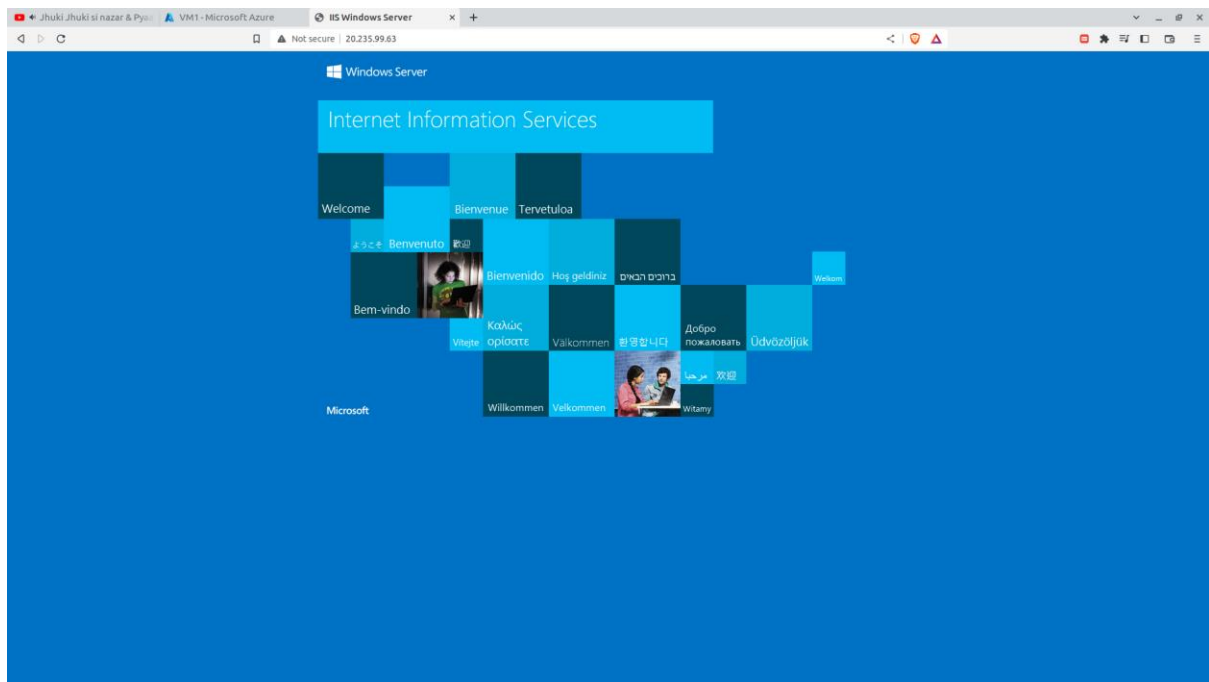 Jhuki Jhuki si nazar & Pya
VM1 - Microsoft Azure
IIS Windows Server
Not secure
20.235.99.63
Windows Server
Internet Information Services
Welcome
Bienvenue
Tervetuloa
ようこそ
Benvenuto
歡迎
Bienvenido
Hoş geldiniz
ברוכים הבאים
Welkom
Bem-vindo
Vítejte
Καλώς
ορίσατε
Välkommen
환영합니다
Добро
пожаловать
Üdvözöljük
مرحبا
欢迎
Microsoft
Willkommen
Velkommen
Witamy